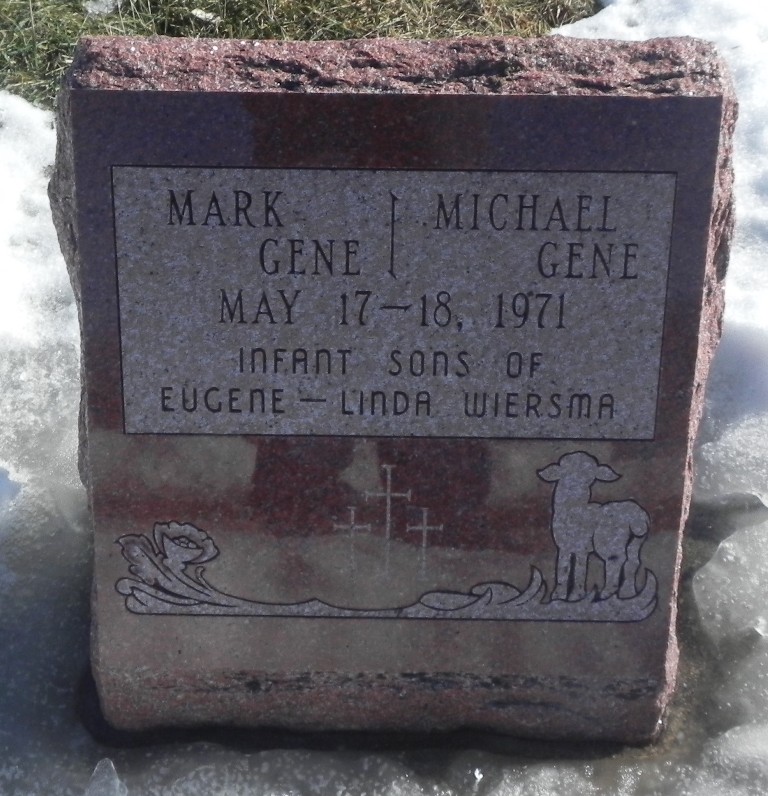 MARK GENE | MICHAEL GENE
MAY 17-18, 1971
INFANT SONS OF
EUGENE - LINDA WIERSMA